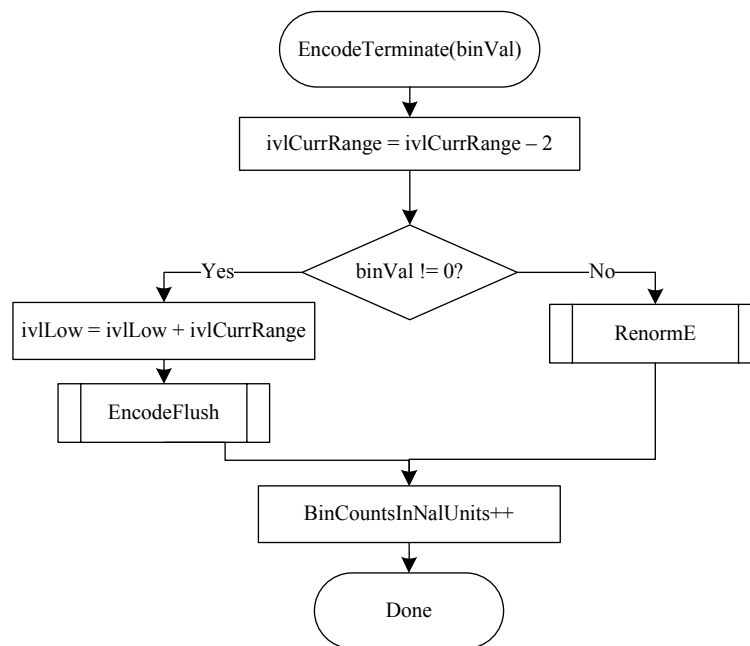 EncodeTerminate(binVal)
ivlCurrRange = ivlCurrRange – 2
binVal != 0?
Yes
No
ivlLow = ivlLow + ivlCurrRange
RenormE
EncodeFlush
BinCountsInNalUnits++
Done